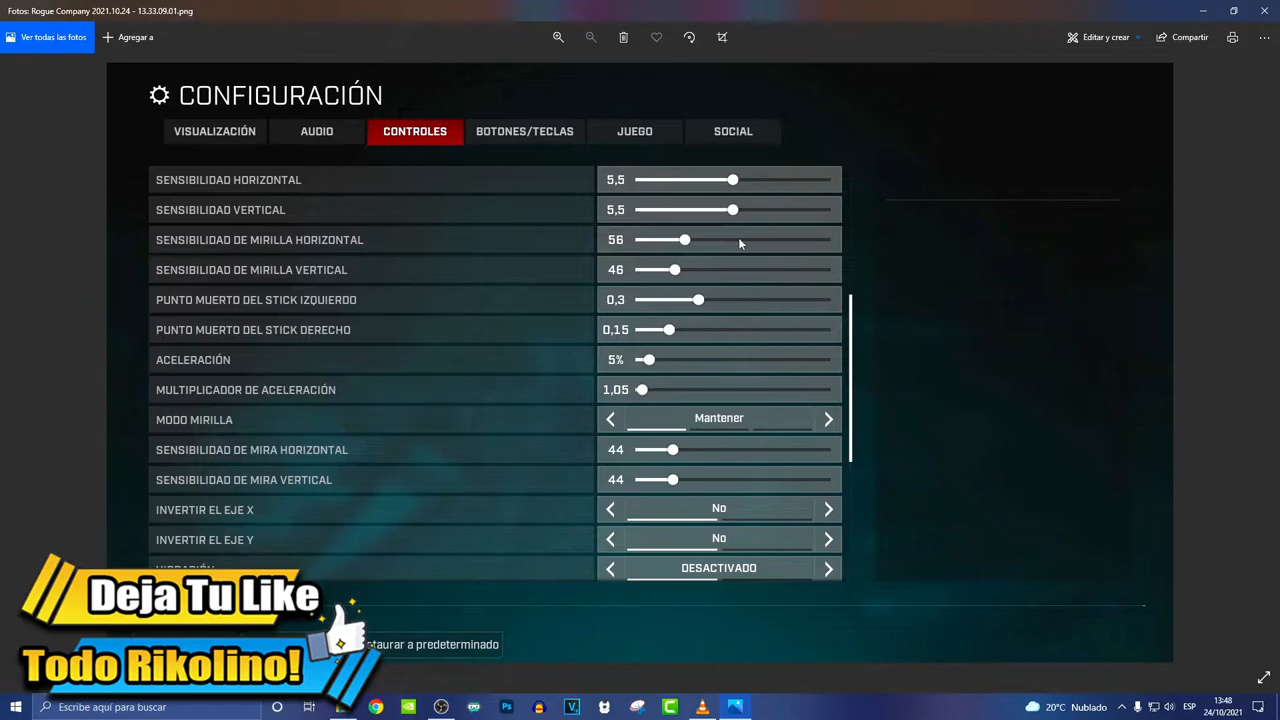 Fotos: Rogue Company 2021.10.24 - 13.33.09.01.png
Ver todas las fotos
Agregar a
Editar y crear
Compartir
CONFIGURACIÓN
VISUALIZACIÓN
AUDIO
CONTROLES
BOTONES/TECLAS
JUEGO
SOCIAL
SENSIBILIDAD HORIZONTAL 5,5
SENSIBILIDAD VERTICAL 5,5
SENSIBILIDAD DE MIRILLA HORIZONTAL 56
SENSIBILIDAD DE MIRILLA VERTICAL 46
PUNTO MUERTO DEL STICK IZQUIERDO 0,3
PUNTO MUERTO DEL STICK DERECHO 0,15
ACELERACIÓN 5%
MULTIPLICADOR DE ACELERACIÓN 1,05
MODO MIRILLA Mantener
SENSIBILIDAD DE MIRA HORIZONTAL 44
SENSIBILIDAD DE MIRA VERTICAL 44
INVERTIR EL EJE X No
INVERTIR EL EJE Y No
DESACTIVADO
Deja Tu Like
Todo Rikolino!
a predeterminado
Escribe aquí para buscar
20°C Nublado
ESP
13:48
24/10/2021